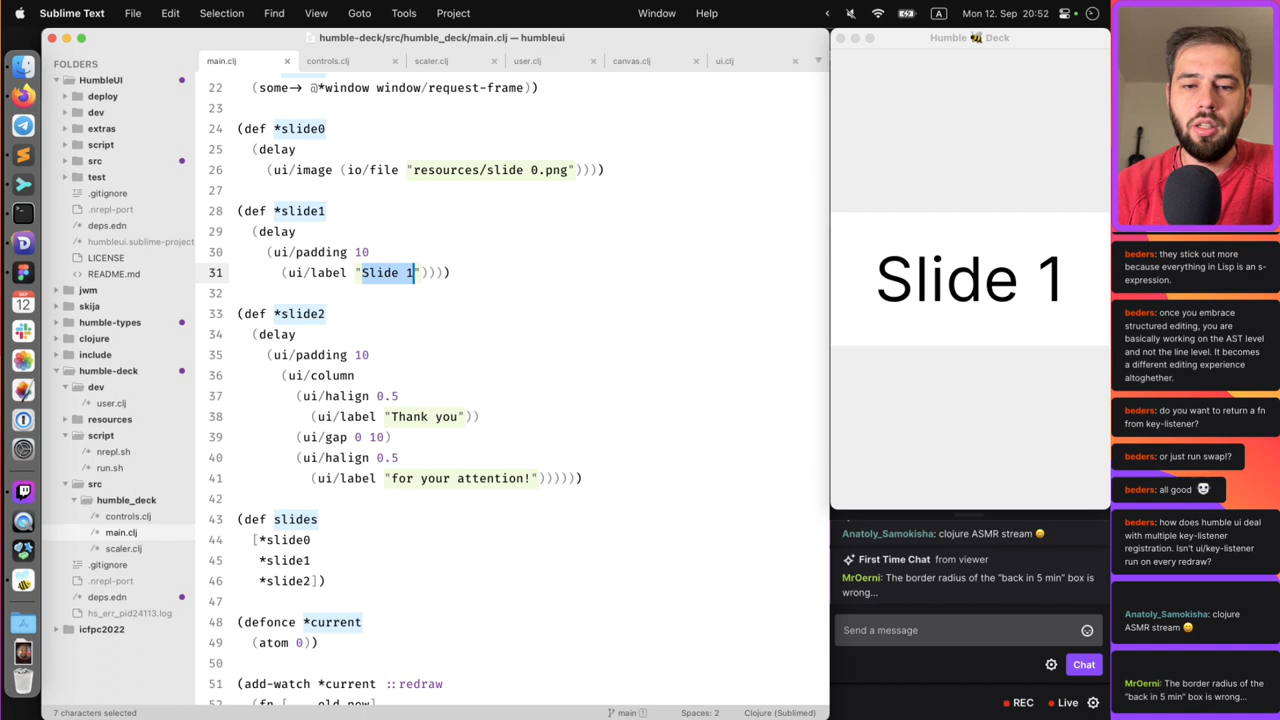 Sublime Text File Edit Selection Find View Goto Tools Project Window Help
A Mon 12. Sep 20:52
humble-deck/src/humble_deck/main.clj — humbleui
Humble 🐝 Deck
FOLDERS
HumbleUI
deploy
dev
extras
script
src
test
.gitignore
.nrepl-port
deps.edn
humbleui.sublime-project
LICENSE
README.md
jwm
skija
humble-types
clojure
include
humble-deck
dev
user.clj
resources
script
nrepl.sh
run.sh
src
humble_deck
controls.clj
main.clj
scaler.clj
.gitignore
.nrepl-port
deps.edn
hs_err_pid24113.log
icfpc2022
SEP
12
main.clj × controls.clj × scaler.clj × user.clj × canvas.clj × ui.clj ×
22 (some-> @*window window/request-frame))
23
24 (def *slide0
25 (delay
26 (ui/image (io/file "resources/slide 0.png"))))
27
28 (def *slide1
29 (delay
30 (ui/padding 10
31 (ui/label "Slide 1"))))
32
33 (def *slide2
34 (delay
35 (ui/padding 10
36 (ui/column
37 (ui/halign 0.5
38 (ui/label "Thank you"))
39 (ui/gap 0 10)
40 (ui/halign 0.5
41 (ui/label "for your attention!"))))))
42
43 (def slides
44 [*slide0
45 *slide1
46 *slide2])
47
48 (defonce *current
49 (atom 0))
50
51 (add-watch *current ::redraw
52 (fn [_ _ old new]
7 characters selected
main 1
Spaces: 2
Clojure (Sublimed)
Slide 1
Anatoly_Samokisha: clojure ASMR stream 😄
First Time Chat from viewer
MrOerni: The border radius of the "back in 5 min" box is
wrong...
Send a message
Chat
REC Live
beders: they stick out more
because everything in Lisp is an s-
expression.
beders: once you embrace
structured editing, you are
basically working on the AST level
and not the line level. It becomes
a different editing experience
altoghether.
beders: do you want to return a fn
from key-listener?
beders: or just run swap!?
beders: all good
beders: how does humble ui deal
with multiple key-listener
registration. Isn't ui/key-listener
run on every redraw?
Anatoly_Samokisha: clojure
ASMR stream 😄
MrOerni: The border radius of the
"back in 5 min" box is wrong...